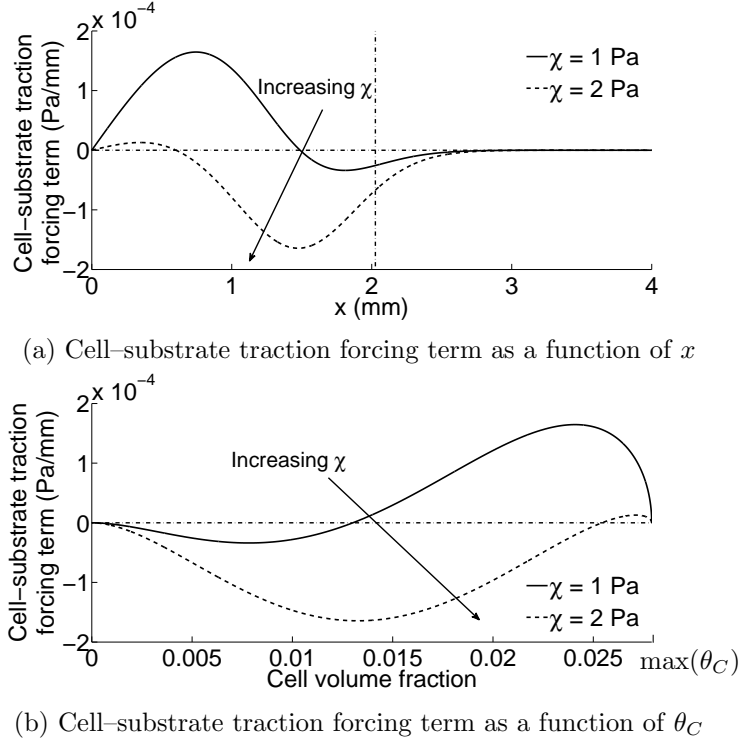 x 10⁻⁴
Cell–substrate traction
forcing term (Pa/mm)
2
1
0
−1
−2
Increasing χ
χ = 1 Pa
χ = 2 Pa
0 1 2 3 4
x (mm)
(a) Cell–substrate traction forcing term as a function of x
x 10⁻⁴
Cell–substrate traction
forcing term (Pa/mm)
2
1
0
−1
−2
Increasing χ
χ = 1 Pa
χ = 2 Pa
0 0.005 0.01 0.015 0.02 0.025 max(θ_C)
Cell volume fraction
(b) Cell–substrate traction forcing term as a function of θ_C